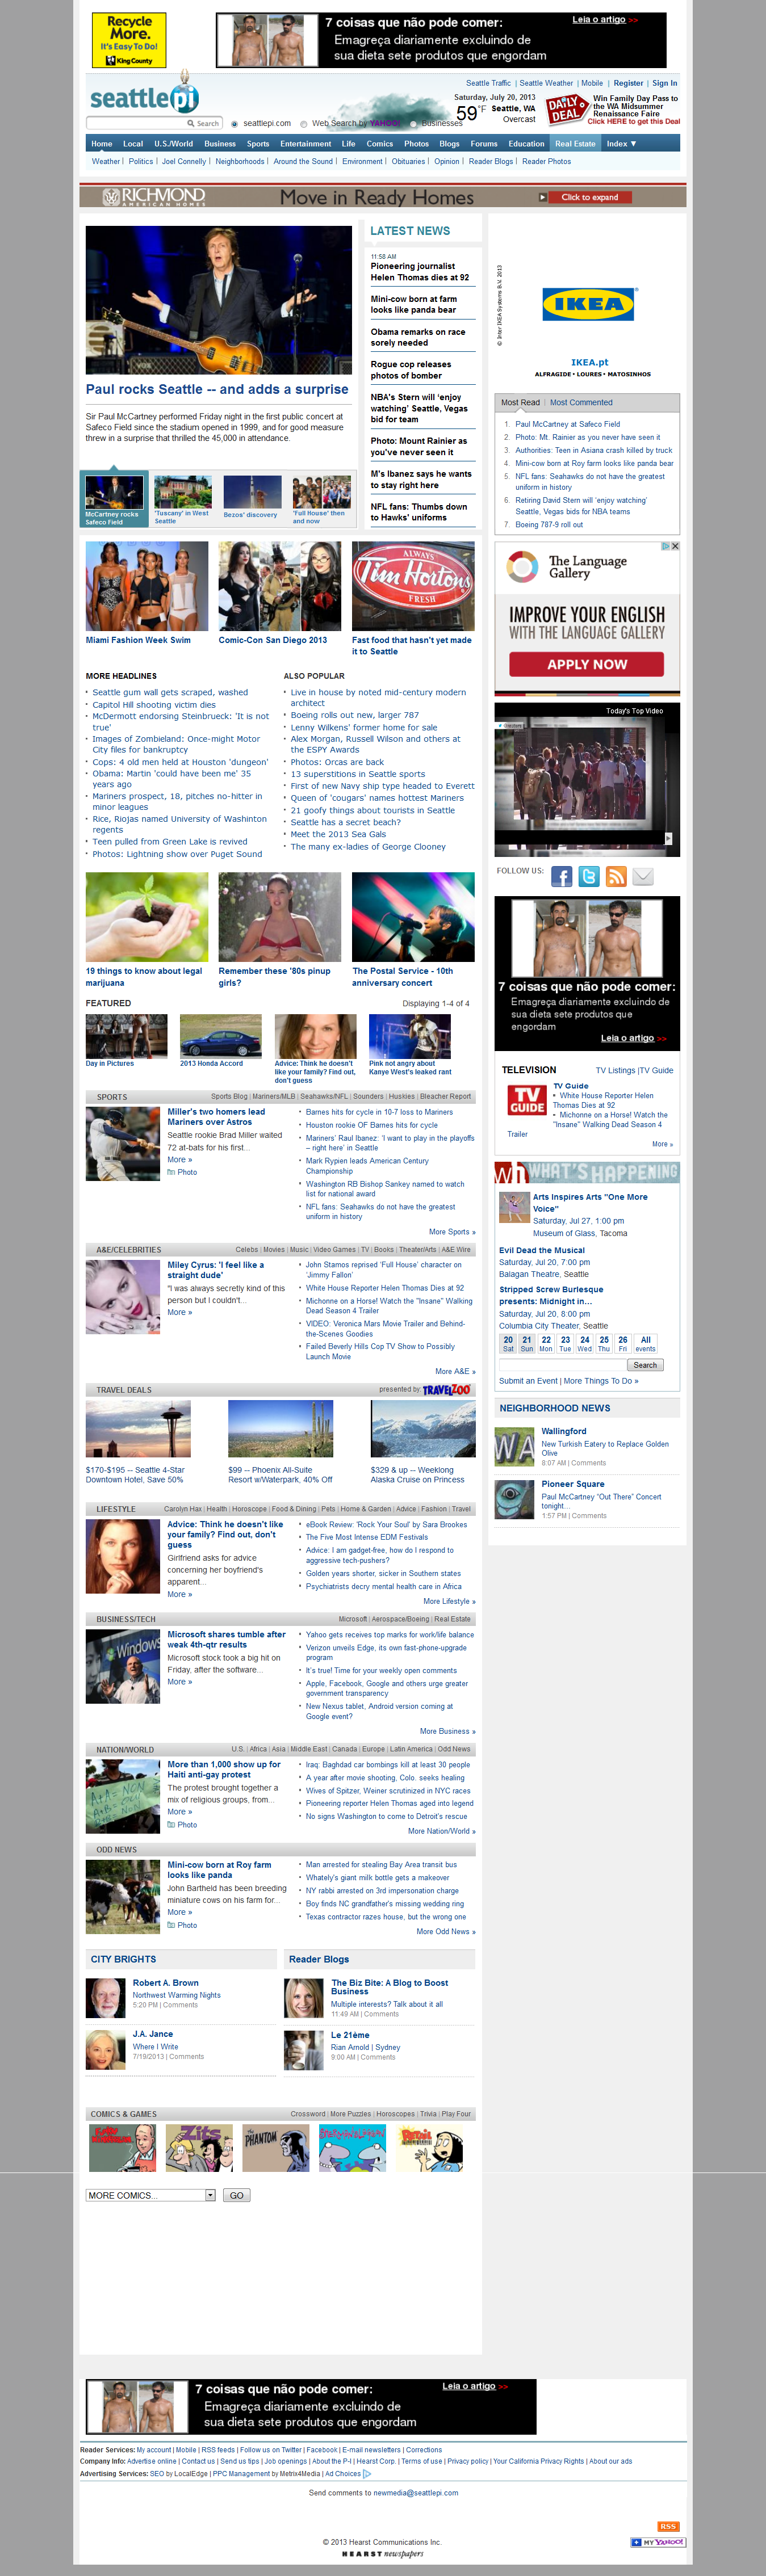 Recycle
More.
It's Easy To Do!
King County
7 coisas que não pode comer:
Leia o artigo >>
Emagreça diariamente excluindo de
sua dieta sete produtos que engordam
seattlepi
Seattle Traffic | Seattle Weather | Mobile | Register | Sign In
Saturday, July 20, 2013
59°F
Seattle, WA
Overcast
DAILY DEAL
Win Family Day Pass to
the WA Midsummer
Renaissance Faire
Click HERE to get this Deal
Search
seattlepi.com
Web Search by YAHOO!
Businesses
Home Local U.S./World Business Sports Entertainment Life Comics Photos Blogs Forums Education Real Estate Index ▼
Weather | Politics | Joel Connelly | Neighborhoods | Around the Sound | Environment | Obituaries | Opinion | Reader Blogs | Reader Photos
RICHMOND
AMERICAN HOMES
Move in Ready Homes
Click to expand
Paul rocks Seattle -- and adds a surprise
Sir Paul McCartney performed Friday night in the first public concert at
Safeco Field since the stadium opened in 1999, and for good measure
threw in a surprise that thrilled the 45,000 in attendance.
McCartney rocks
Safeco Field
'Tuscany' in West
Seattle
Bezos' discovery
'Full House' then
and now
LATEST NEWS
11:58 AM
Pioneering journalist
Helen Thomas dies at 92
Mini-cow born at farm
looks like panda bear
Obama remarks on race
sorely needed
Rogue cop releases
photos of bomber
NBA's Stern will 'enjoy
watching' Seattle, Vegas
bid for team
Photo: Mount Rainier as
you've never seen it
M's Ibanez says he wants
to stay right here
NFL fans: Thumbs down
to Hawks' uniforms
© Inter IKEA Systems B.V. 2013
IKEA
IKEA.pt
ALFRAGIDE • LOURES • MATOSINHOS
Most Read | Most Commented
1. Paul McCartney at Safeco Field
2. Photo: Mt. Rainier as you never have seen it
3. Authorities: Teen in Asiana crash killed by truck
4. Mini-cow born at Roy farm looks like panda bear
5. NFL fans: Seahawks do not have the greatest
uniform in history
6. Retiring David Stern will 'enjoy watching'
Seattle, Vegas bids for NBA teams
7. Boeing 787-9 roll out
The Language
Gallery
IMPROVE YOUR ENGLISH
WITH THE LANGUAGE GALLERY
APPLY NOW
ALWAYS
Tim Hortons
FRESH
Miami Fashion Week Swim
Comic-Con San Diego 2013
Fast food that hasn't yet made
it to Seattle
MORE HEADLINES
Seattle gum wall gets scraped, washed
Capitol Hill shooting victim dies
McDermott endorsing Steinbrueck: 'It is not
true'
Images of Zombieland: Once-might Motor
City files for bankruptcy
Cops: 4 old men held at Houston 'dungeon'
Obama: Martin 'could have been me' 35
years ago
Mariners prospect, 18, pitches no-hitter in
minor leagues
Rice, Riojas named University of Washinton
regents
Teen pulled from Green Lake is revived
Photos: Lightning show over Puget Sound
ALSO POPULAR
Live in house by noted mid-century modern
architect
Boeing rolls out new, larger 787
Lenny Wilkens' former home for sale
Alex Morgan, Russell Wilson and others at
the ESPY Awards
Photos: Orcas are back
13 superstitions in Seattle sports
First of new Navy ship type headed to Everett
Queen of 'cougars' names hottest Mariners
21 goofy things about tourists in Seattle
Seattle has a secret beach?
Meet the 2013 Sea Gals
The many ex-ladies of George Clooney
Today's Top Video
FOLLOW US:
19 things to know about legal
marijuana
Remember these '80s pinup
girls?
The Postal Service - 10th
anniversary concert
7 coisas que não pode comer:
Emagreça diariamente excluindo de
sua dieta sete produtos que
engordam
Leia o artigo >>
FEATURED
Displaying 1-4 of 4
Day in Pictures
2013 Honda Accord
Advice: Think he doesn't
like your family? Find out,
don't guess
Pink not angry about
Kanye West's leaked rant
TELEVISION
TV Listings |TV Guide
TV GUIDE
TV Guide
White House Reporter Helen
Thomas Dies at 92
Michonne on a Horse! Watch the
"Insane" Walking Dead Season 4
Trailer
More »
SPORTS
Sports Blog | Mariners/MLB | Seahawks/NFL | Sounders | Huskies | Bleacher Report
Miller's two homers lead
Mariners over Astros
Seattle rookie Brad Miller waited
72 at-bats for his first...
More »
Photo
Barnes hits for cycle in 10-7 loss to Mariners
Houston rookie OF Barnes hits for cycle
Mariners' Raul Ibanez: 'I want to play in the playoffs
– right here' in Seattle
Mark Rypien leads American Century
Championship
Washington RB Bishop Sankey named to watch
list for national award
NFL fans: Seahawks do not have the greatest
uniform in history
More Sports »
wh WHAT'S HAPPENING
Arts Inspires Arts "One More
Voice"
Saturday, Jul 27, 1:00 pm
Museum of Glass, Tacoma
Evil Dead the Musical
Saturday, Jul 20, 7:00 pm
Balagan Theatre, Seattle
Stripped Screw Burlesque
presents: Midnight in...
Saturday, Jul 20, 8:00 pm
Columbia City Theater, Seattle
20 21 22 23 24 25 26 All
Sat Sun Mon Tue Wed Thu Fri events
Search
Submit an Event | More Things To Do »
A&E/CELEBRITIES
Celebs | Movies | Music | Video Games | TV | Books | Theater/Arts | A&E Wire
Miley Cyrus: 'I feel like a
straight dude'
"I was always secretly kind of this
person but I couldn't...
More »
John Stamos reprised 'Full House' character on
'Jimmy Fallon'
White House Reporter Helen Thomas Dies at 92
Michonne on a Horse! Watch the "Insane" Walking
Dead Season 4 Trailer
VIDEO: Veronica Mars Movie Trailer and Behind-
the-Scenes Goodies
Failed Beverly Hills Cop TV Show to Possibly
Launch Movie
More A&E »
TRAVEL DEALS
presented by: TRAVELZOO
$170-$195 -- Seattle 4-Star
Downtown Hotel, Save 50%
$99 -- Phoenix All-Suite
Resort w/Waterpark, 40% Off
$329 & up -- Weeklong
Alaska Cruise on Princess
NEIGHBORHOOD NEWS
Wallingford
New Turkish Eatery to Replace Golden
Olive
8:07 AM | Comments
Pioneer Square
Paul McCartney "Out There" Concert
tonight...
1:57 PM | Comments
LIFESTYLE
Carolyn Hax | Health | Horoscope | Food & Dining | Pets | Home & Garden | Advice | Fashion | Travel
Advice: Think he doesn't like
your family? Find out, don't
guess
Girlfriend asks for advice
concerning her boyfriend's
apparent...
More »
eBook Review: 'Rock Your Soul' by Sara Brookes
The Five Most Intense EDM Festivals
Advice: I am gadget-free, how do I respond to
aggressive tech-pushers?
Golden years shorter, sicker in Southern states
Psychiatrists decry mental health care in Africa
More Lifestyle »
BUSINESS/TECH
Microsoft | Aerospace/Boeing | Real Estate
Windows
Microsoft shares tumble after
weak 4th-qtr results
Microsoft stock took a big hit on
Friday, after the software...
More »
Yahoo gets receives top marks for work/life balance
Verizon unveils Edge, its own fast-phone-upgrade
program
It's true! Time for your weekly open comments
Apple, Facebook, Google and others urge greater
government transparency
New Nexus tablet, Android version coming at
Google event?
More Business »
NATION/WORLD
U.S. | Africa | Asia | Middle East | Canada | Europe | Latin America | Odd News
More than 1,000 show up for
Haiti anti-gay protest
The protest brought together a
mix of religious groups, from...
More »
Photo
Iraq: Baghdad car bombings kill at least 30 people
A year after movie shooting, Colo. seeks healing
Wives of Spitzer, Weiner scrutinized in NYC races
Pioneering reporter Helen Thomas aged into legend
No signs Washington to come to Detroit's rescue
More Nation/World »
ODD NEWS
Mini-cow born at Roy farm
looks like panda
John Bartheld has been breeding
miniature cows on his farm for...
More »
Photo
Man arrested for stealing Bay Area transit bus
Whately's giant milk bottle gets a makeover
NY rabbi arrested on 3rd impersonation charge
Boy finds NC grandfather's missing wedding ring
Texas contractor razes house, but the wrong one
More Odd News »
CITY BRIGHTS
Robert A. Brown
Northwest Warming Nights
5:20 PM | Comments
J.A. Jance
Where I Write
7/19/2013 | Comments
Reader Blogs
The Biz Bite: A Blog to Boost
Business
Multiple interests? Talk about it all
11:49 AM | Comments
Le 21ème
Rian Arnold | Sydney
9:00 AM | Comments
COMICS & GAMES
Crossword | More Puzzles | Horoscopes | Trivia | Play Four
Zits
THE PHANTOM
RETAIL
MORE COMICS...
GO
7 coisas que não pode comer:
Leia o artigo >>
Emagreça diariamente excluindo de
sua dieta sete produtos que engordam
Reader Services: My account | Mobile | RSS feeds | Follow us on Twitter | Facebook | E-mail newsletters | Corrections
Company Info: Advertise online | Contact us | Send us tips | Job openings | About the P-I | Hearst Corp. | Terms of use | Privacy policy | Your California Privacy Rights | About our ads
Advertising Services: SEO by LocalEdge | PPC Management by Metrix4Media | Ad Choices
Send comments to newmedia@seattlepi.com
RSS
MY YAHOO!
© 2013 Hearst Communications Inc.
HEARST newspapers